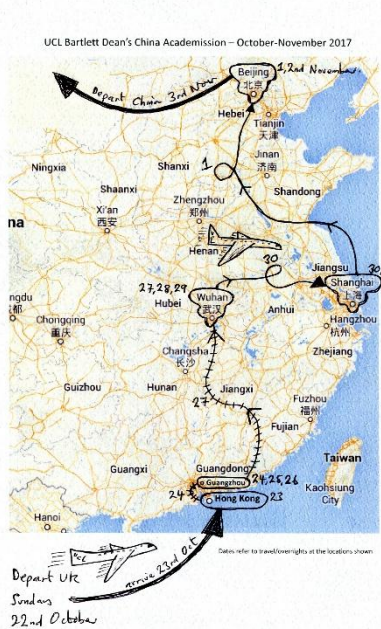 UCL Bartlett Dean's China Academission – October-November 2017
Beijing
北京
1,2nd November.
Depart China 3rd Nov
Hebei
Tianjin
天津
Jinan
济南
Ningxia
Shanxi
1
Shandong
Shaanxi
Zhengzhou
郑州
Xi'an
西安
na
Henan
30
Jiangsu
30
27,28,29
Hubei
Wuhan
武汉
Shanghai
上海
Anhui
ngdu
都
Hangzhou
杭州
Chongqing
重庆
Zhejiang
Changsha
长沙
Guizhou
Hunan
Jiangxi
27
Fuzhou
福州
Fujian
Taiwan
Guangxi
Guangdong
Guangzhou
24,25,26
Kaohsiung
City
24
Hong Kong
23
Hanoi
Dates refer to travel/overnights at the locations shown
UCL
arrive 23rd Oct
Depart UK
Sunday
22nd October